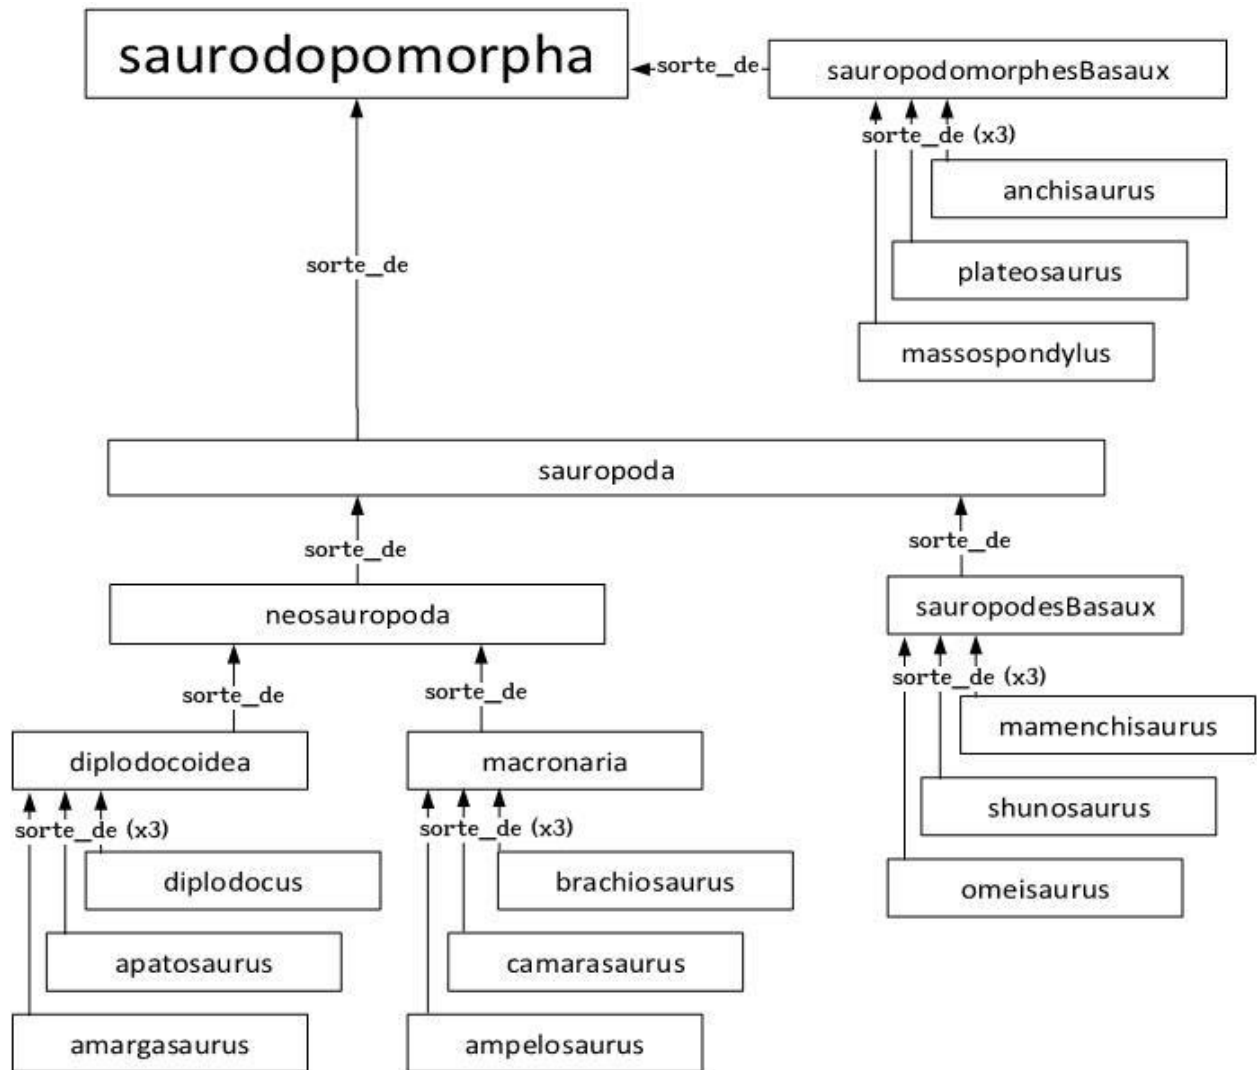 saurodopomorpha
sorte_de
sauropodomorphesBasaux
sorte_de (x3)
anchisaurus
plateosaurus
massospondylus
sorte_de
sauropoda
sorte_de
sorte_de
neosauropoda
sauropodesBasaux
sorte_de
sorte_de
sorte_de (x3)
mamenchisaurus
shunosaurus
omeisaurus
diplodocoidea
macronaria
sorte_de (x3)
sorte_de (x3)
diplodocus
brachiosaurus
apatosaurus
camarasaurus
amargasaurus
ampelosaurus